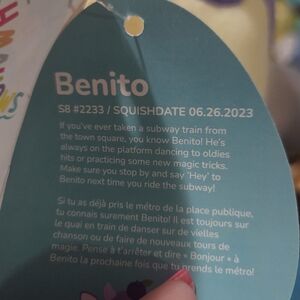 HMALLOWS
Benito
S8 #2233 / SQUISHDATE 06.26.2023
If you've ever taken a subway train from
the town square, you know Benito! He's
always on the platform dancing to oldies
hits or practicing some new magic tricks.
Make sure you stop by and say 'Hey' to
Benito next time you ride the subway!
Si tu as déjà pris le métro de la place publique,
tu connais surement Benito! Il est toujours sur
le quai en train de danser sur de vielles
chanson ou de faire de nouveaux tours de
magie. Pense à t'arrêter et dire « Bonjour » à
Benito la prochaine fois que tu prends le métro!